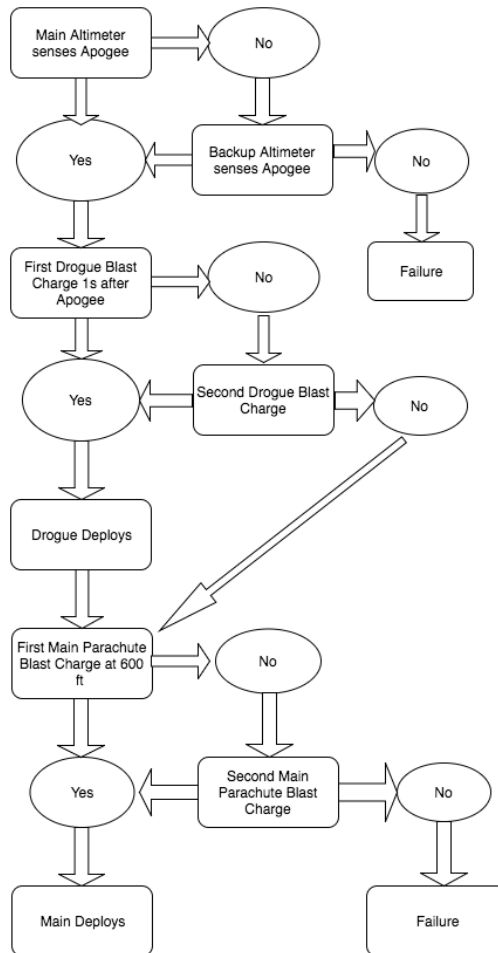 Main Altimeter
senses Apogee
No
Yes
Backup Altimeter
senses Apogee
No
First Drogue Blast
Charge 1s after
Apogee
No
Failure
Yes
Second Drogue Blast
Charge
No
Drogue Deploys
First Main Parachute
Blast Charge at 600
ft
No
Yes
Second Main
Parachute Blast
Charge
No
Main Deploys
Failure